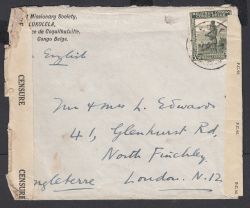 Missionary Society,
LUKOLELA,
de Coquilhatville,
Congo Belge.
English
CENSURE
CENSURE
Mr & Mrs L. Edwards
41, Glenhurst Rd,
North Finchley
London. N.12
Angleterre